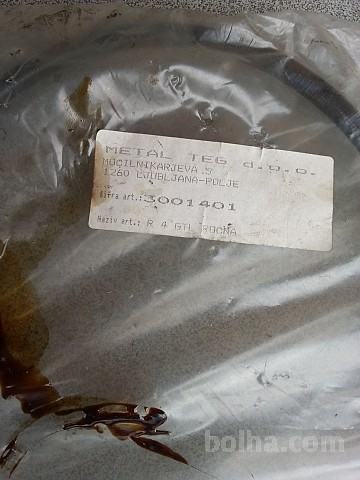 METAL TEG d.o.o.
MOČILNIKARJEVA 5
1260 LJUBLJANA-POLJE
Šifra art.: 3001401
Naziv art.: R 4 GTL ROČNA
bolha.com